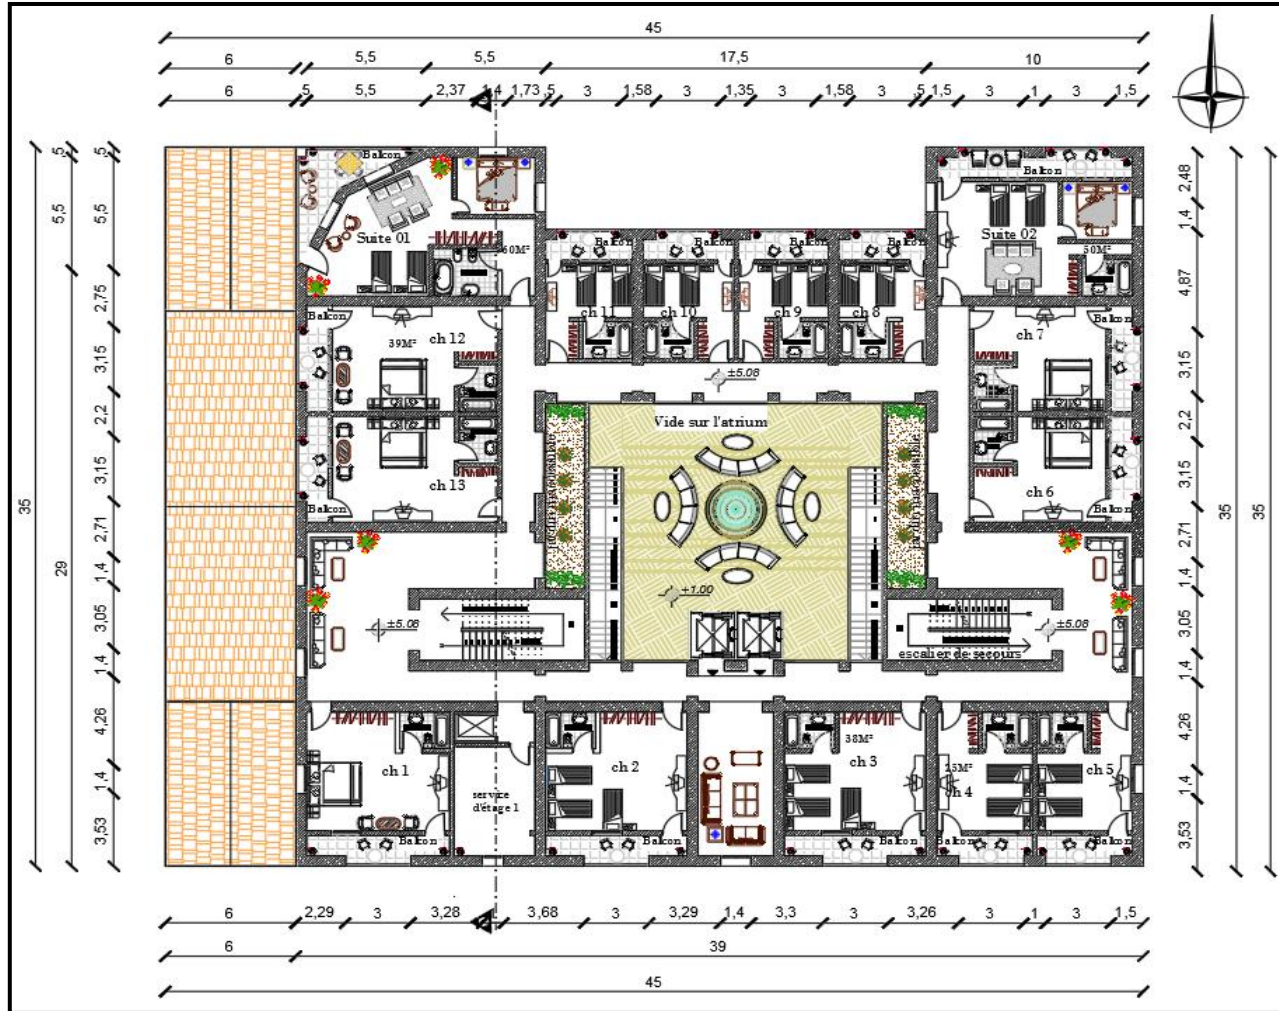 45
6 5,5 5,5 17,5 10
6 ,5 5,5 2,37 1,4 1,73 ,5 3 1,58 3 1,35 3 1,58 3 ,5 1,5 3 1 3 1,5
Balcon
Suite 01
60M²
Balcon
Balcon
Balcon
Balcon
Balcon
Suite 02
50M²
ch 11
ch 10
ch 9
ch 8
Balcon
ch 12
39M²
ch 7
Balcon
±5.08
Vide sur l'atrium
ch 13
Balcon
ch 6
Balcon
+1.00
±5.08
±5.08
escalier de secours
ch 1
service
d'étage 1
ch 2
38M²
ch 3
25M²
ch 4
ch 5
Balcon
Balcon
Balcon
Balcon
Balcon
35
,5 5,5 29
,5 5,5 2,75 3,15 2,2 3,15 2,71 1,4 3,05 1,4 4,26 1,4 3,53
2,48 1,4 4,87 3,15 2,2 3,15 2,71 1,4 3,05 1,4 4,26 1,4 3,53
35
35
6 2,29 3 3,28 3,68 3 3,29 1,4 3,3 3 3,26 3 1 3 1,5
6 39
45